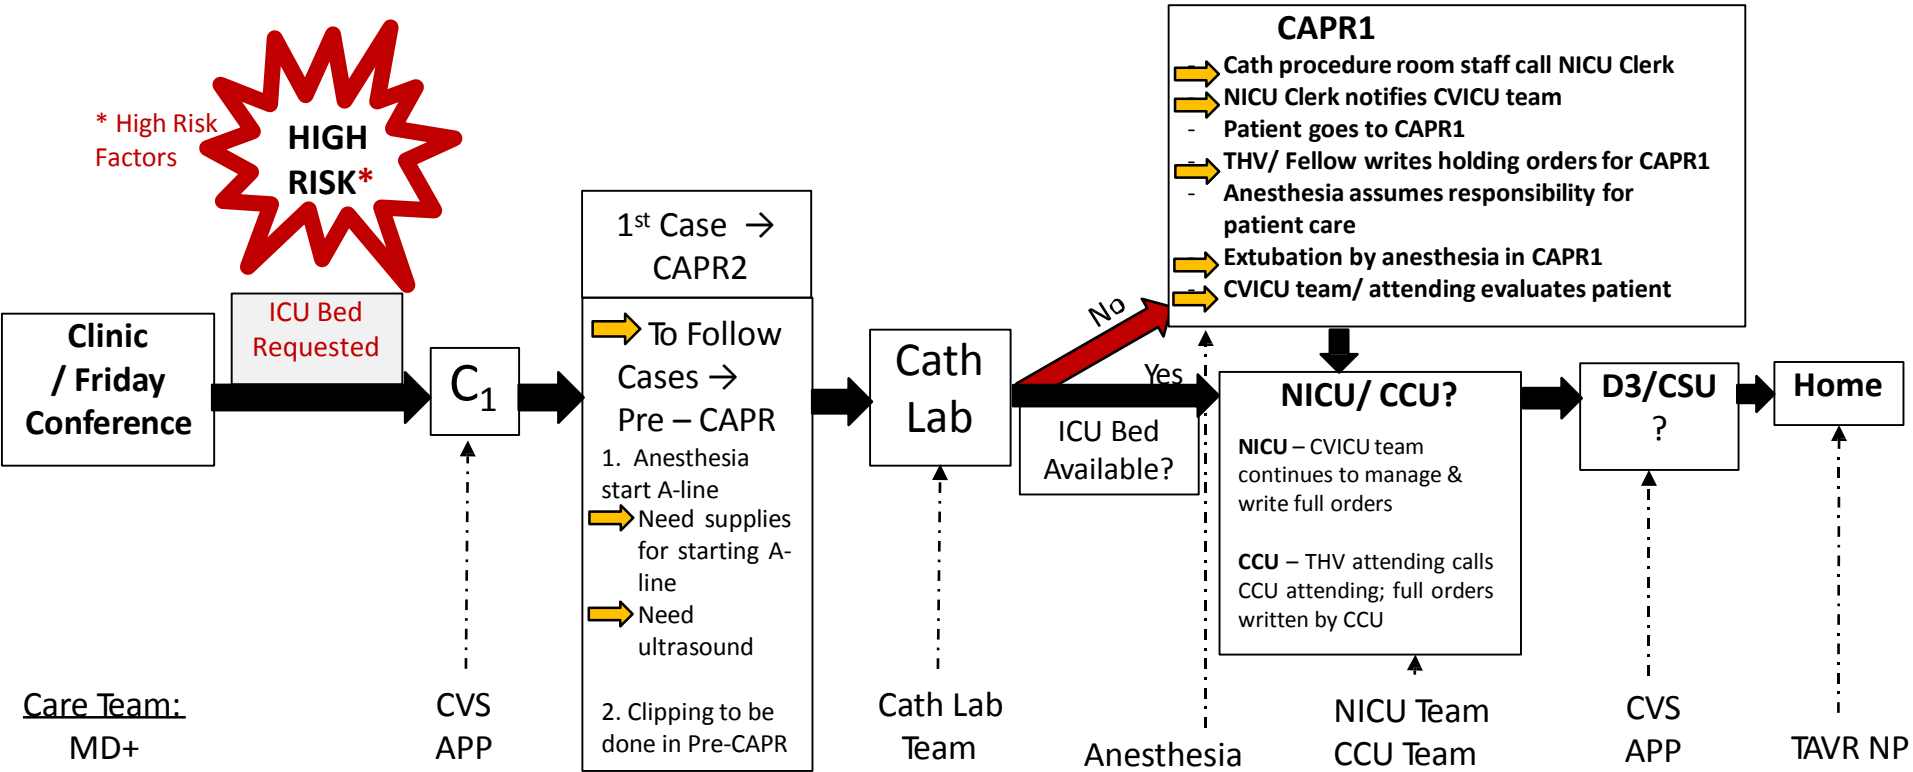 * High Risk
Factors
HIGH
RISK*
ICU Bed
Requested
Clinic
/ Friday
Conference
C1
1st Case →
CAPR2
To Follow
Cases →
Pre – CAPR
1. Anesthesia
start A-line
Need supplies
for starting A-
line
Need
ultrasound
2. Clipping to be
done in Pre-CAPR
Cath
Lab
No
Yes
ICU Bed
Available?
CAPR1
- Cath procedure room staff call NICU Clerk
- NICU Clerk notifies CVICU team
- Patient goes to CAPR1
- THV/ Fellow writes holding orders for CAPR1
- Anesthesia assumes responsibility for
patient care
- Extubation by anesthesia in CAPR1
- CVICU team/ attending evaluates patient
NICU/ CCU?
NICU – CVICU team
continues to manage &
write full orders
CCU – THV attending calls
CCU attending; full orders
written by CCU
D3/CSU
?
Home
Care Team:
MD+
CVS
APP
Cath Lab
Team
Anesthesia
NICU Team
CCU Team
CVS
APP
TAVR NP